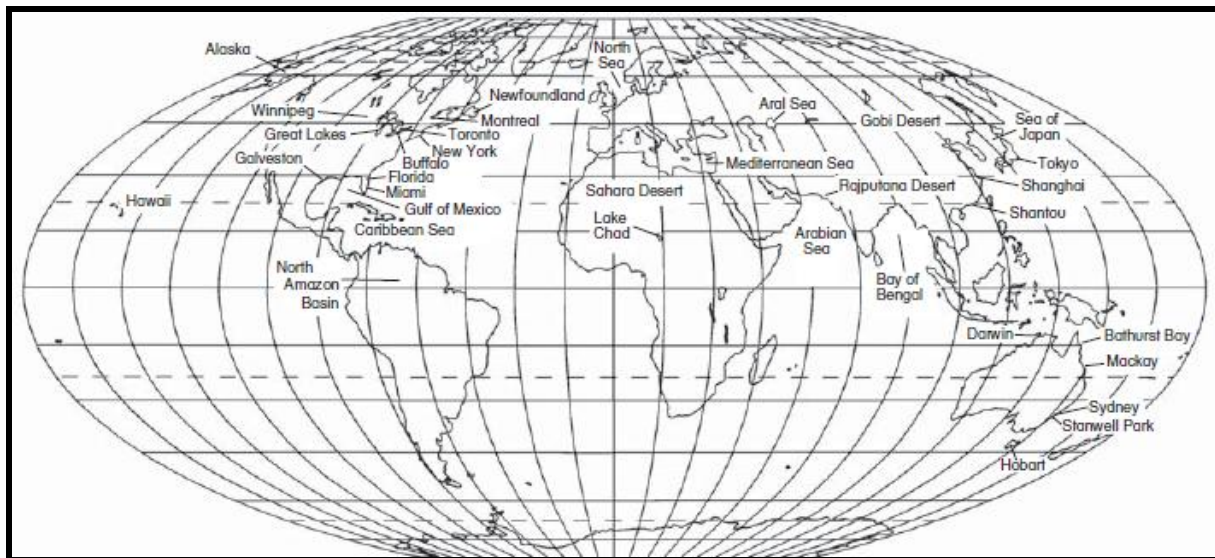 Alaska
North
Sea
Newfoundland
Winnipeg
Montreal
Aral Sea
Gobi Desert
Sea of
Japan
Great Lakes
Toronto
New York
Buffalo
Galveston
Mediterranean Sea
Tokyo
Florida
Miami
Sahara Desert
Rajputana Desert
Shanghai
Hawaii
Gulf of Mexico
Shantou
Caribbean Sea
Lake
Chad
Arabian
Sea
North
Amazon
Basin
Bay of
Bengal
Darwin
Bathurst Bay
Mackay
Sydney
Stanwell Park
Hobart